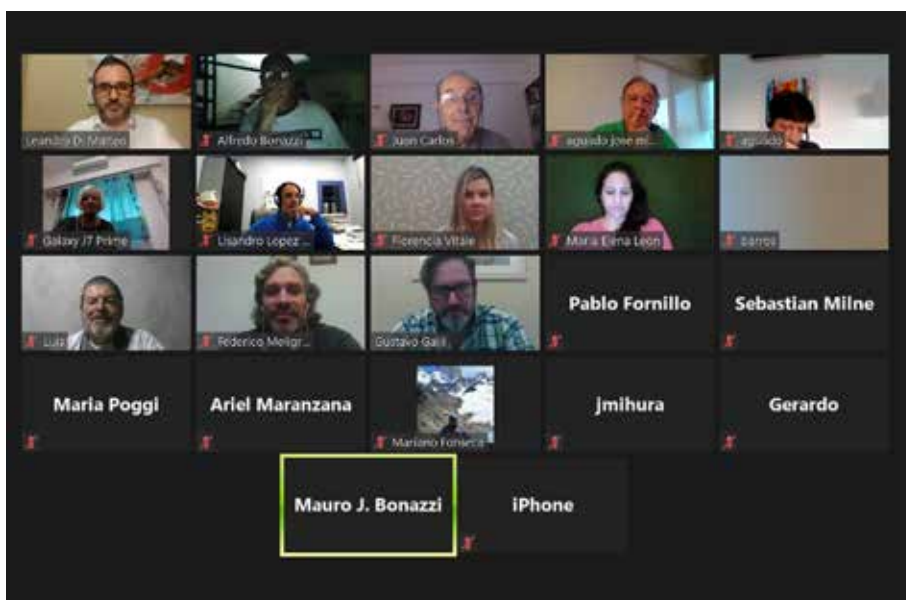 Leandro Di Matteo
Alfredo Bonazzi
Juan Carlos
aguado jose m...
aguado
Galaxy J7 Prime
Lisandro Lopez ...
Florencia Vitale
Maria Elena Leon
barros
Luis
Federico Meligr...
Gustavo Galli
Pablo Fornillo
Sebastian Milne
Maria Poggi
Ariel Maranzana
Mariano Fonseca
jmihura
Gerardo
Mauro J. Bonazzi
iPhone